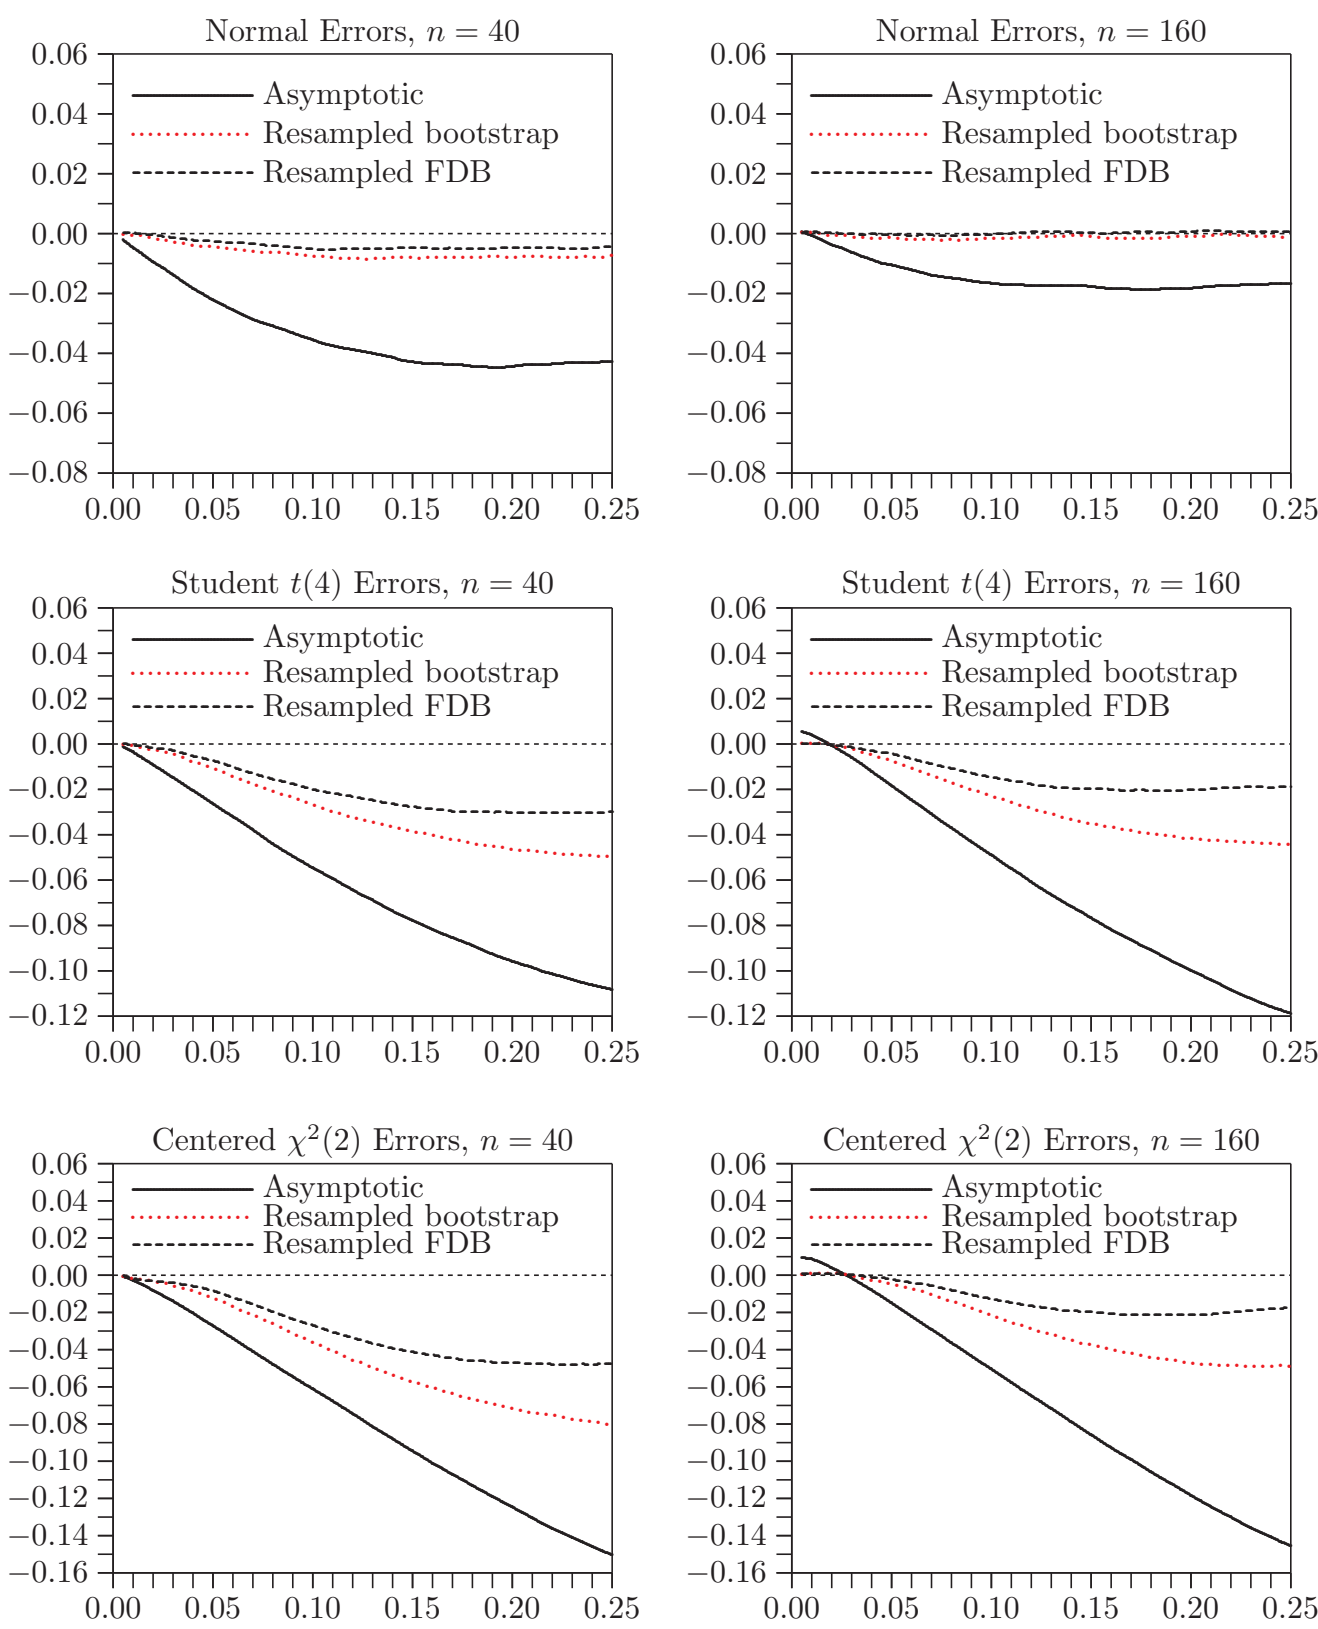 Normal Errors, n = 40
0.06
0.04
0.02
0.00
−0.02
−0.04
−0.06
−0.08
Asymptotic
Resampled bootstrap
Resampled FDB
0.00 0.05 0.10 0.15 0.20 0.25
Normal Errors, n = 160
0.06
0.04
0.02
0.00
−0.02
−0.04
−0.06
−0.08
Asymptotic
Resampled bootstrap
Resampled FDB
0.00 0.05 0.10 0.15 0.20 0.25
Student t(4) Errors, n = 40
0.06
0.04
0.02
0.00
−0.02
−0.04
−0.06
−0.08
−0.10
−0.12
Asymptotic
Resampled bootstrap
Resampled FDB
0.00 0.05 0.10 0.15 0.20 0.25
Student t(4) Errors, n = 160
0.06
0.04
0.02
0.00
−0.02
−0.04
−0.06
−0.08
−0.10
−0.12
Asymptotic
Resampled bootstrap
Resampled FDB
0.00 0.05 0.10 0.15 0.20 0.25
Centered χ²(2) Errors, n = 40
0.06
0.04
0.02
0.00
−0.02
−0.04
−0.06
−0.08
−0.10
−0.12
−0.14
−0.16
Asymptotic
Resampled bootstrap
Resampled FDB
0.00 0.05 0.10 0.15 0.20 0.25
Centered χ²(2) Errors, n = 160
0.06
0.04
0.02
0.00
−0.02
−0.04
−0.06
−0.08
−0.10
−0.12
−0.14
−0.16
Asymptotic
Resampled bootstrap
Resampled FDB
0.00 0.05 0.10 0.15 0.20 0.25